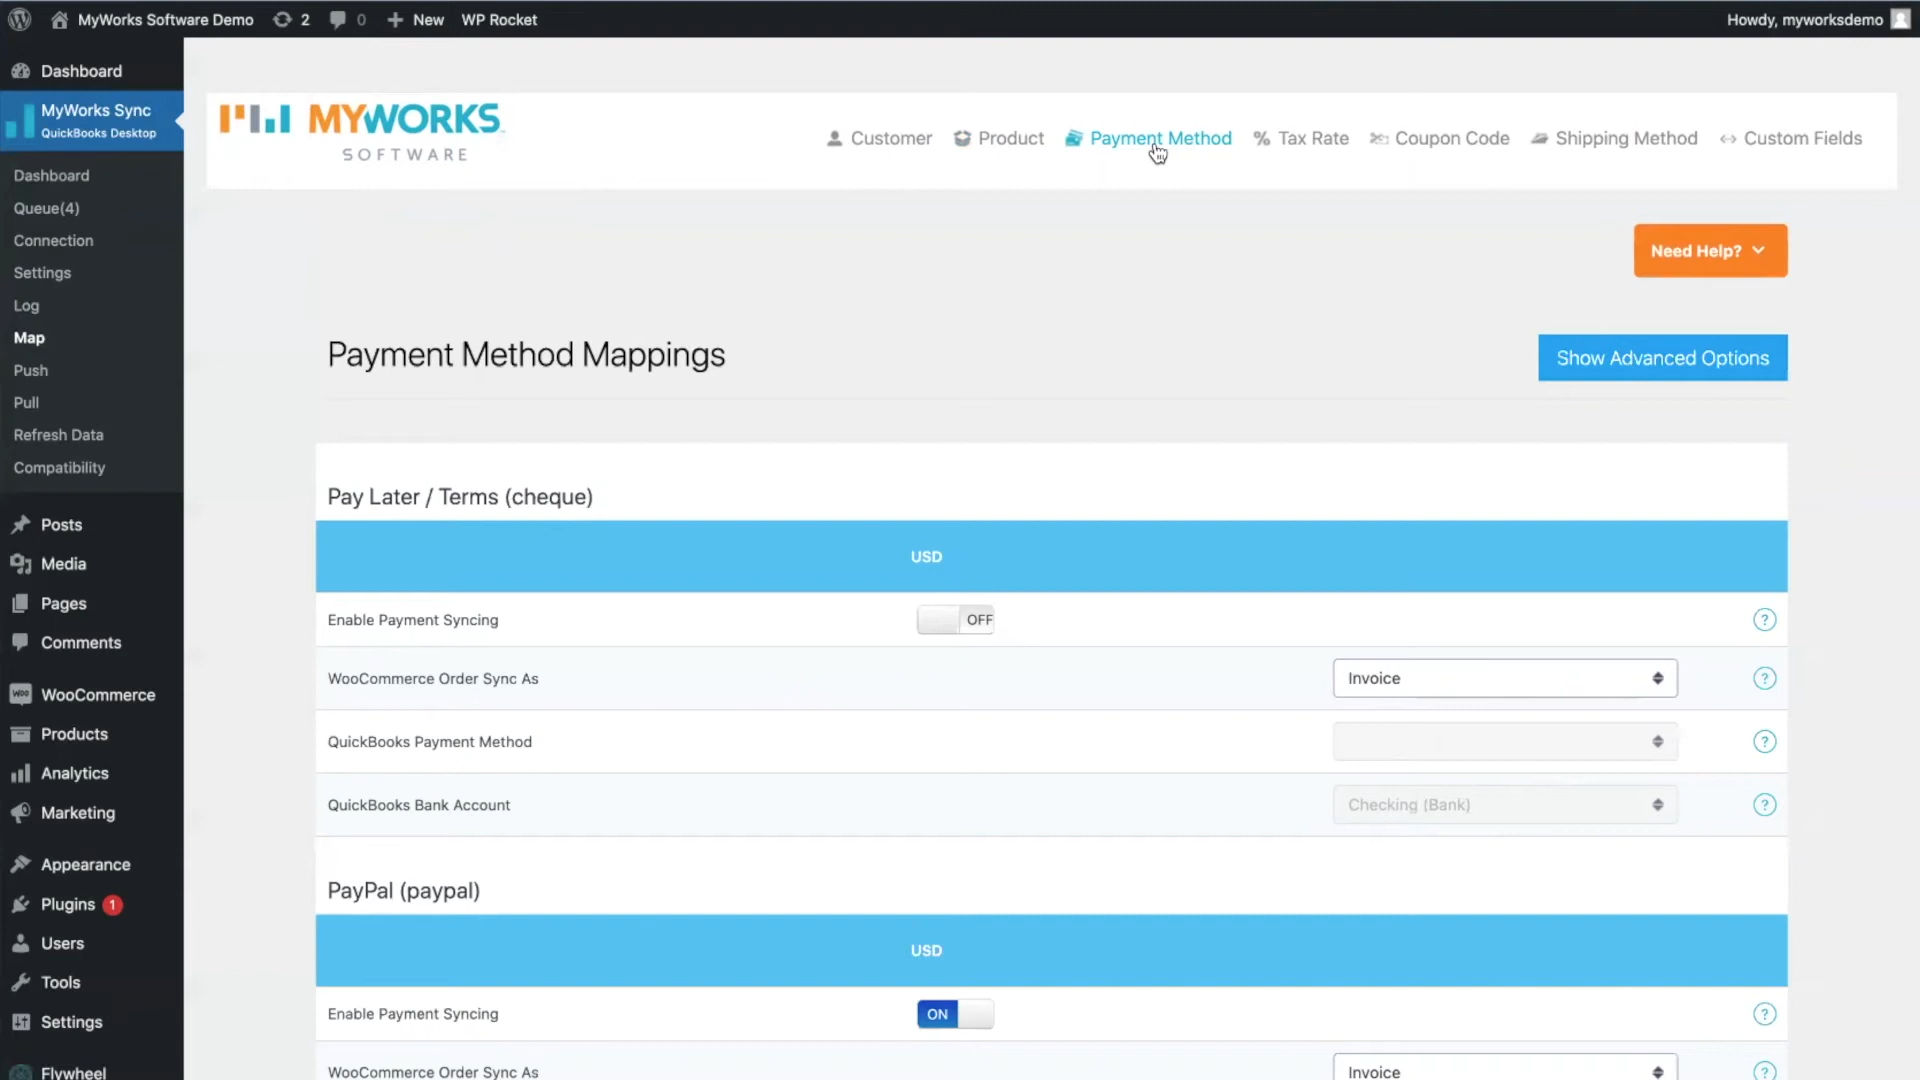 MyWorks Software Demo 2 0 New WP Rocket Howdy, myworksdemo
Dashboard
MyWorks Sync
QuickBooks Desktop
Dashboard
Queue(4)
Connection
Settings
Log
Map
Push
Pull
Refresh Data
Compatibility
Posts
Media
Pages
Comments
WooCommerce
Products
Analytics
Marketing
Appearance
Plugins 1
Users
Tools
Settings
Flywheel
MYWORKS
SOFTWARE
Customer Product Payment Method % Tax Rate Coupon Code Shipping Method Custom Fields
Need Help?
Payment Method Mappings
Show Advanced Options
Pay Later / Terms (cheque)
USD
Enable Payment Syncing OFF ?
WooCommerce Order Sync As Invoice ?
QuickBooks Payment Method ?
QuickBooks Bank Account Checking (Bank) ?
PayPal (paypal)
USD
Enable Payment Syncing ON ?
WooCommerce Order Sync As Invoice ?